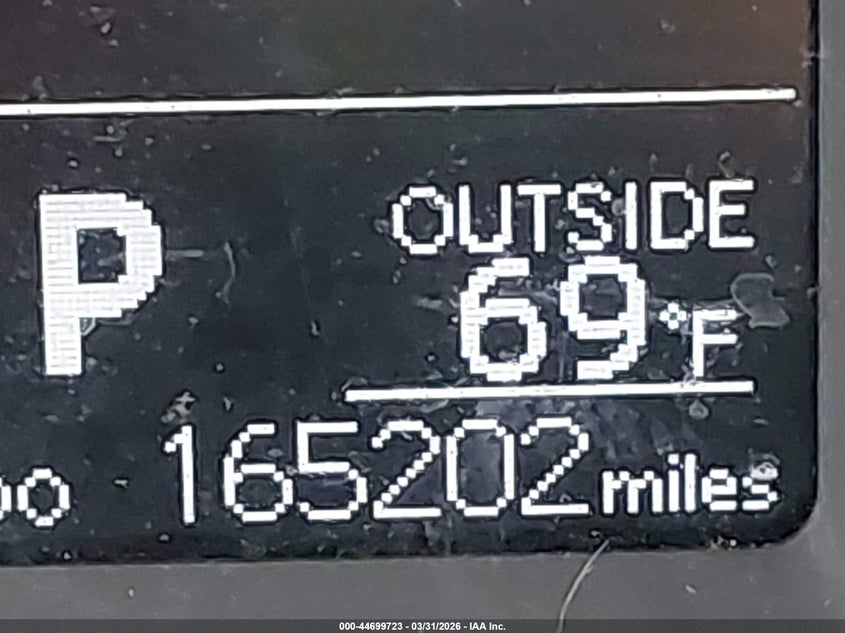 OUTSIDE
P
69°F
165202 miles
000-44699723 - 03/31/2026 - IAA Inc.